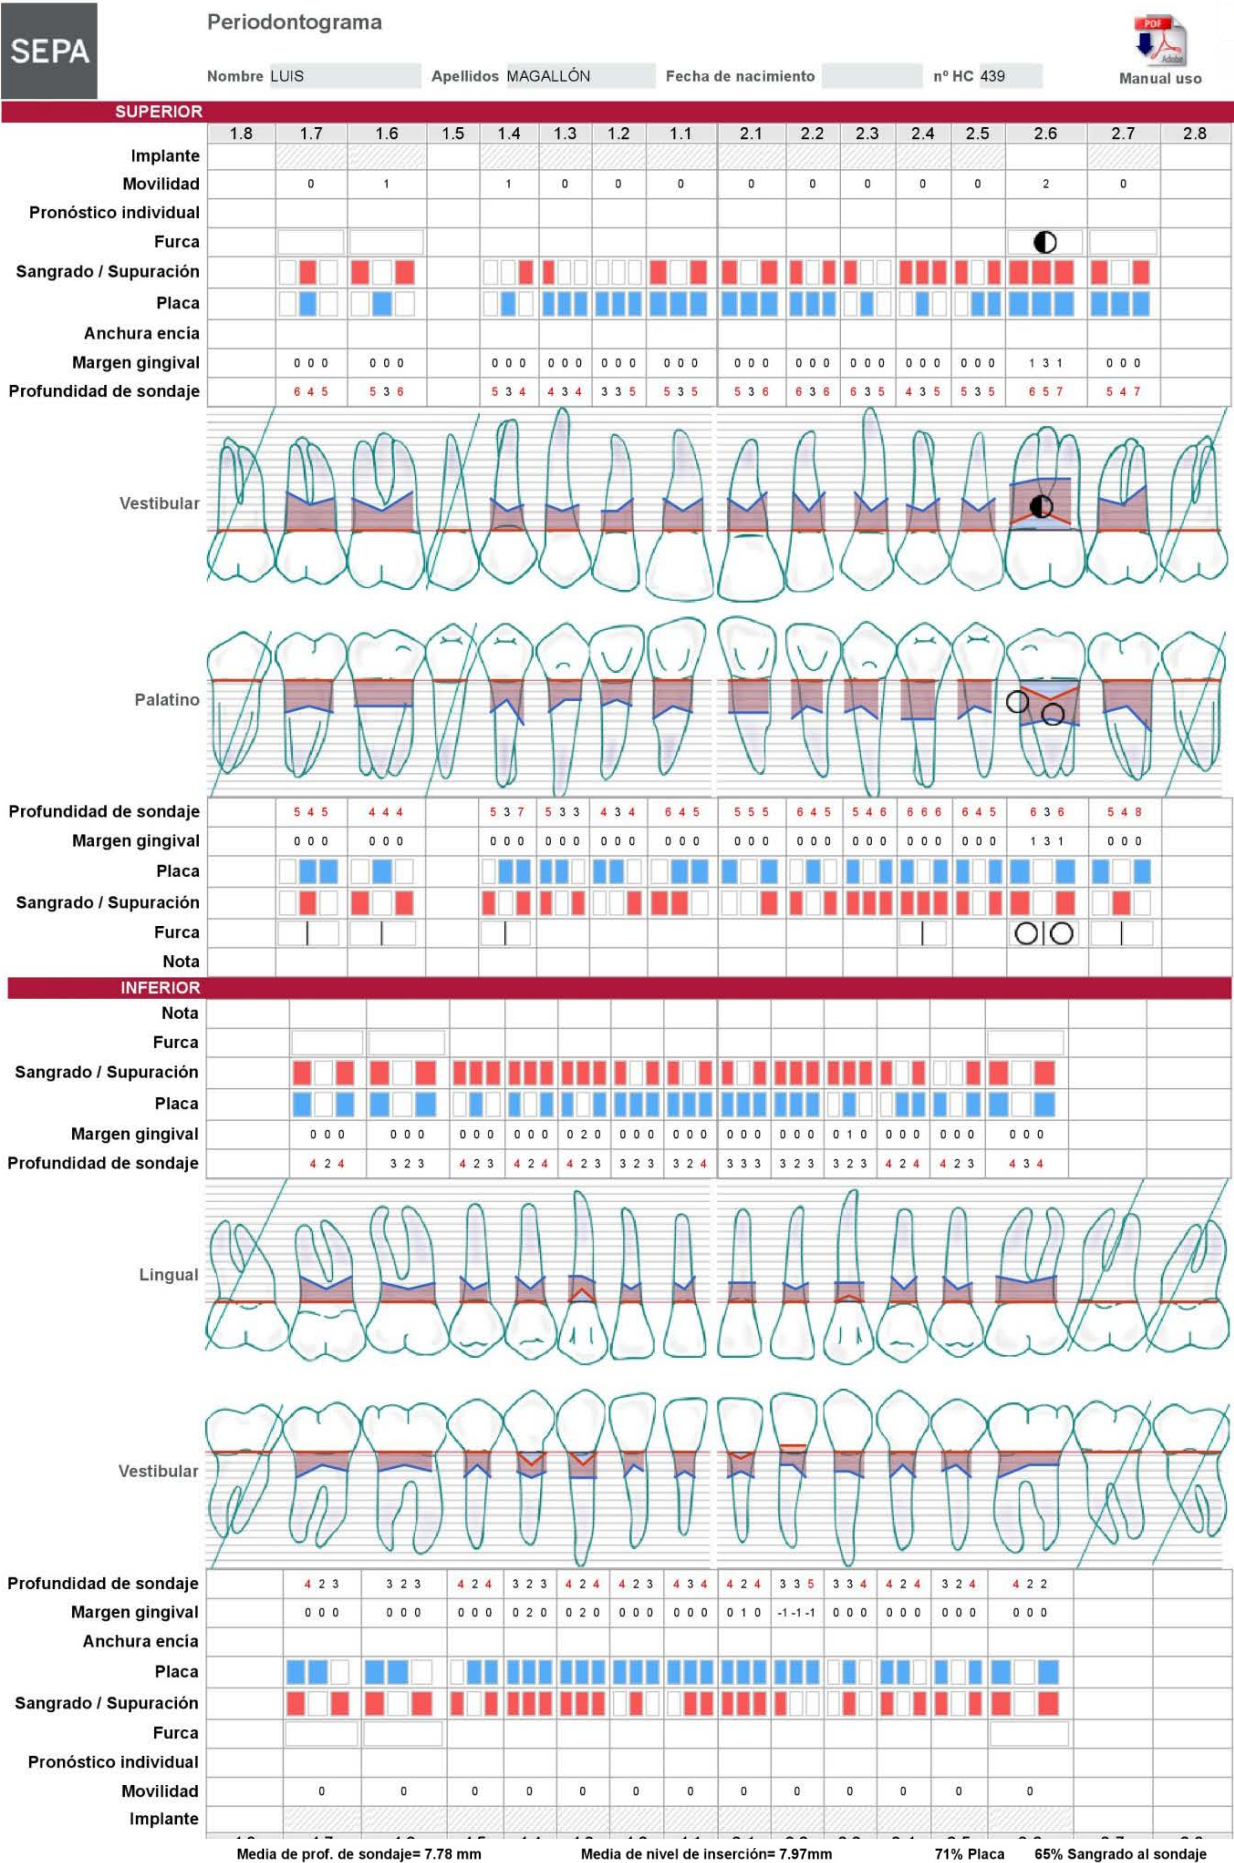 SEPA
Periodontograma
Nombre LUIS Apellidos MAGALLÓN Fecha de nacimiento nº HC 439
PDF
Adobe
Manual uso
SUPERIOR
1.8 1.7 1.6 1.5 1.4 1.3 1.2 1.1 2.1 2.2 2.3 2.4 2.5 2.6 2.7 2.8
Implante
Movilidad 0 1 1 0 0 0 0 0 0 0 0 2 0
Pronóstico individual
Furca
Sangrado / Supuración
Placa
Anchura encía
Margen gingival 0 0 0 0 0 0 0 0 0 0 0 0 0 0 0 0 0 0 0 0 0 0 0 0 0 0 0 0 0 0 0 0 0 1 3 1 0 0 0
Profundidad de sondaje 6 4 5 5 3 6 5 3 4 4 3 4 3 3 5 5 3 5 5 3 6 6 3 6 6 3 5 4 3 5 5 3 5 6 5 7 5 4 7
Vestibular
Palatino
Profundidad de sondaje 5 4 5 4 4 4 5 3 7 5 3 3 4 3 4 6 4 5 5 5 5 6 4 5 5 4 6 6 6 6 6 4 5 6 3 6 5 4 8
Margen gingival 0 0 0 0 0 0 0 0 0 0 0 0 0 0 0 0 0 0 0 0 0 0 0 0 0 0 0 0 0 0 0 0 0 1 3 1 0 0 0
Placa
Sangrado / Supuración
Furca
Nota
INFERIOR
Nota
Furca
Sangrado / Supuración
Placa
Margen gingival 0 0 0 0 0 0 0 0 0 0 0 0 0 2 0 0 0 0 0 0 0 0 0 0 0 0 0 0 1 0 0 0 0 0 0 0 0 0 0
Profundidad de sondaje 4 2 4 3 2 3 4 2 3 4 2 4 4 2 3 3 2 3 3 2 4 3 3 3 3 2 3 3 2 3 4 2 4 4 2 3 4 3 4
Lingual
Vestibular
Profundidad de sondaje 4 2 3 3 2 3 4 2 4 3 2 3 4 2 4 4 2 3 4 3 4 4 2 4 3 3 5 3 3 4 4 2 4 3 2 4 4 2 2
Margen gingival 0 0 0 0 0 0 0 0 0 0 2 0 0 2 0 0 0 0 0 0 0 0 1 0 -1 -1 -1 0 0 0 0 0 0 0 0 0 0 0 0
Anchura encía
Placa
Sangrado / Supuración
Furca
Pronóstico individual
Movilidad 0 0 0 0 0 0 0 0 0 0 0 0 0
Implante
Media de prof. de sondaje= 7.78 mm Media de nivel de inserción= 7.97mm 71% Placa 65% Sangrado al sondaje